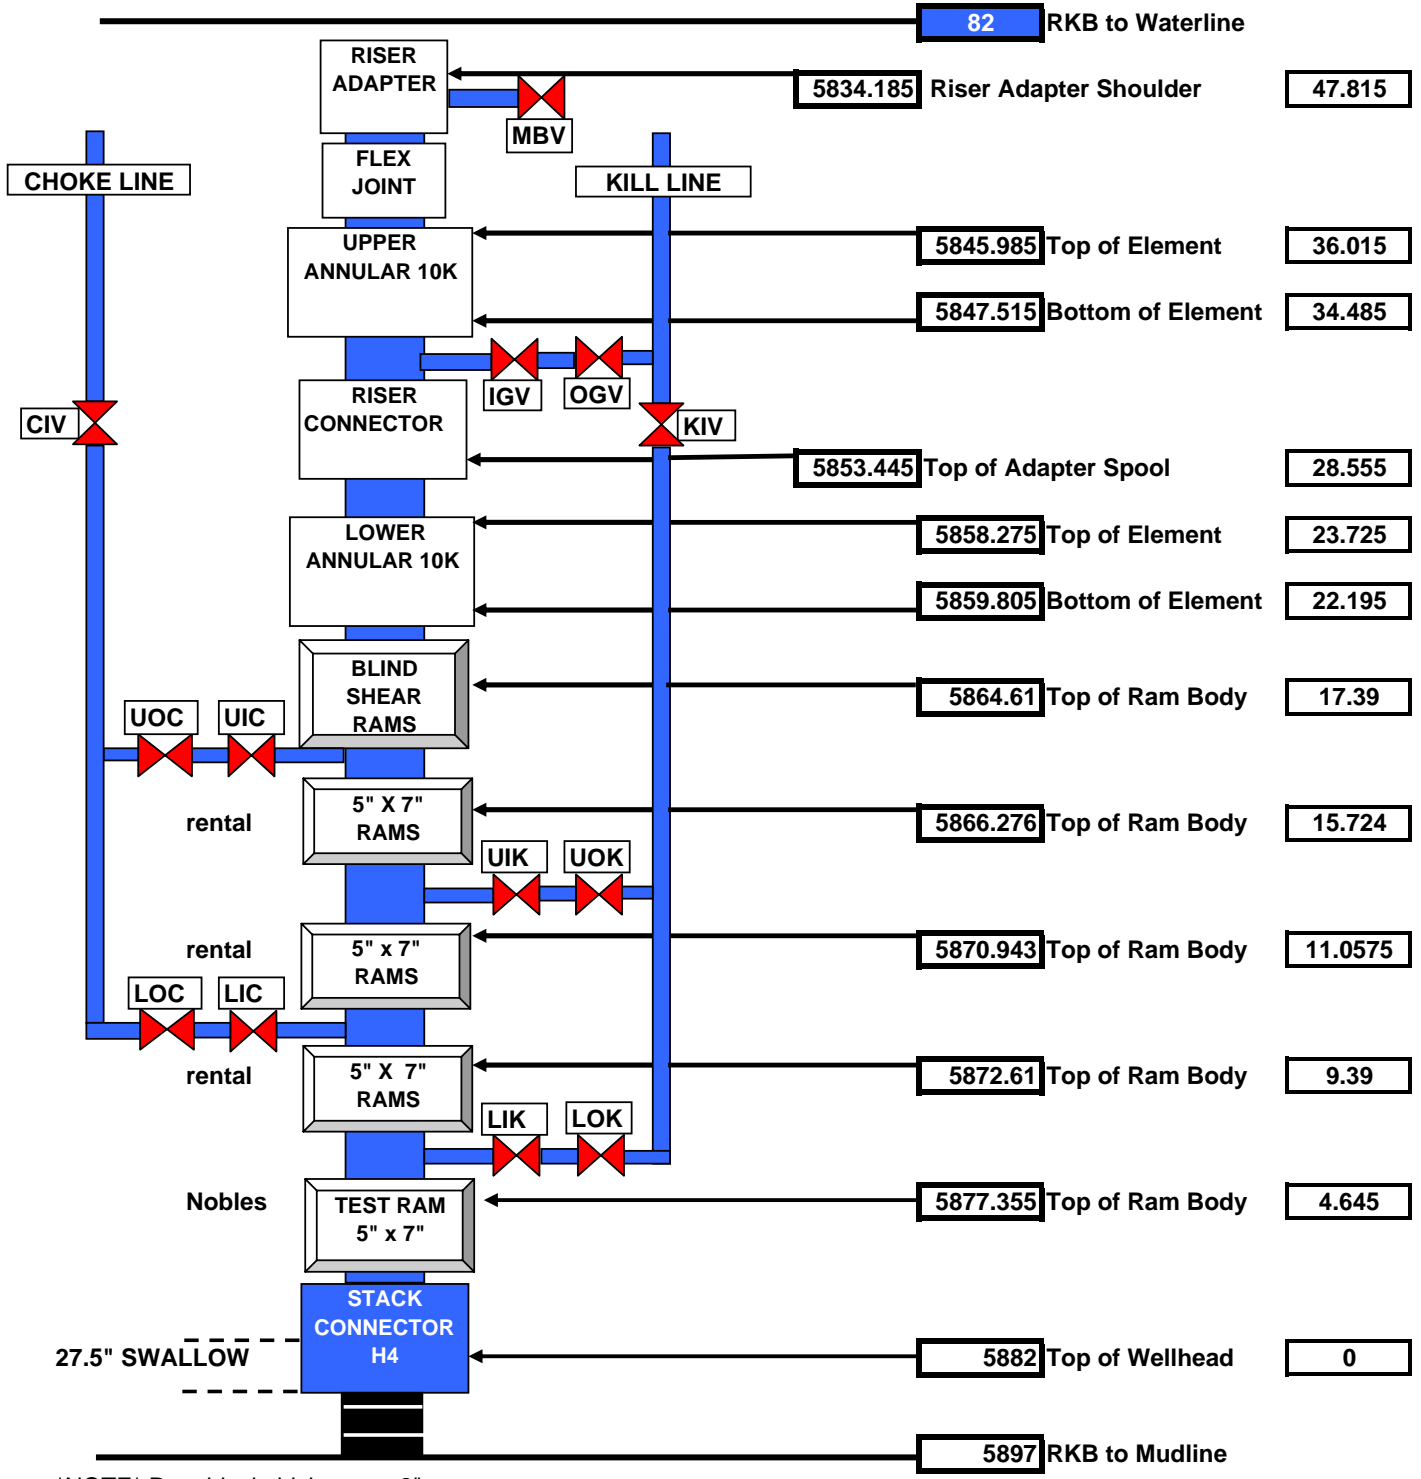 82 RKB to Waterline
RISER
ADAPTER
5834.185 Riser Adapter Shoulder 47.815
MBV
FLEX
JOINT
CHOKE LINE
KILL LINE
UPPER
ANNULAR 10K
5845.985 Top of Element 36.015
5847.515 Bottom of Element 34.485
IGV
OGV
RISER
CONNECTOR
CIV
KIV
5853.445 Top of Adapter Spool 28.555
LOWER
ANNULAR 10K
5858.275 Top of Element 23.725
5859.805 Bottom of Element 22.195
BLIND
SHEAR
RAMS
5864.61 Top of Ram Body 17.39
UOC
UIC
rental
5" X 7"
RAMS
5866.276 Top of Ram Body 15.724
UIK
UOK
rental
5" x 7"
RAMS
5870.943 Top of Ram Body 11.0575
LOC
LIC
rental
5" X 7"
RAMS
5872.61 Top of Ram Body 9.39
LIK
LOK
Nobles
TEST RAM
5" x 7"
5877.355 Top of Ram Body 4.645
STACK
CONNECTOR
H4
27.5" SWALLOW
5882 Top of Wellhead 0
5897 RKB to Mudline